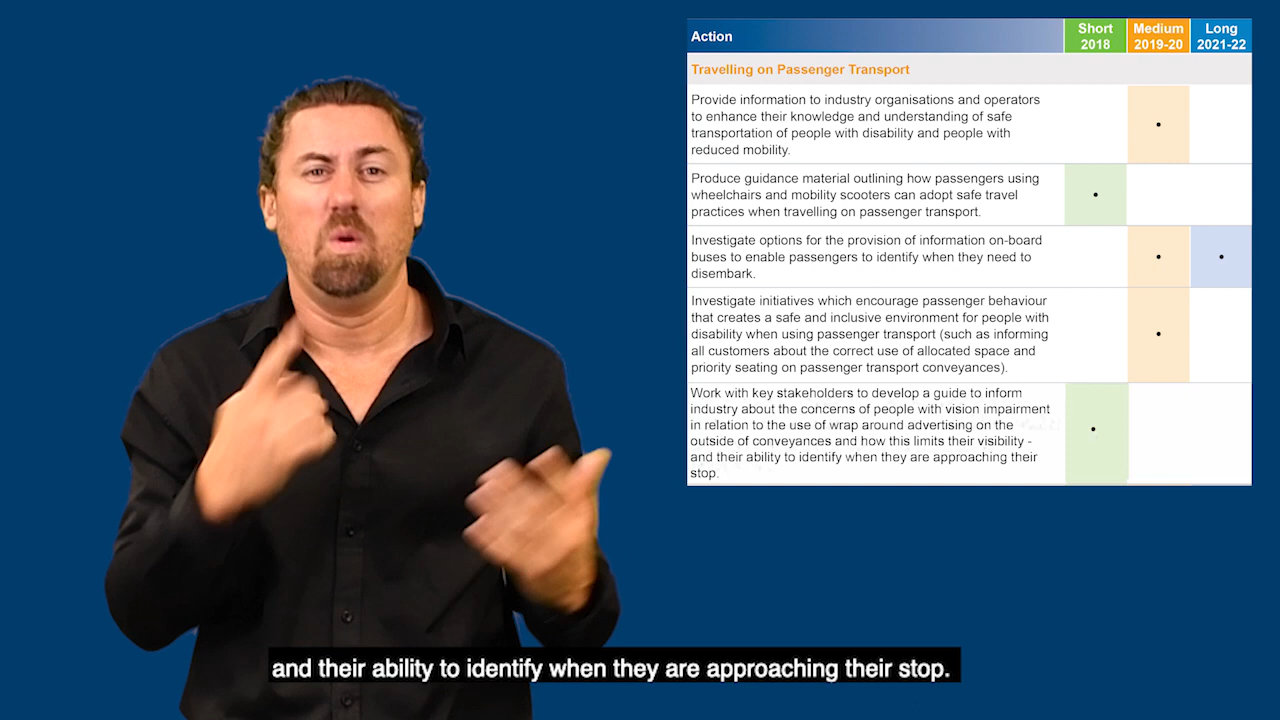 Action
Short
2018
Medium
2019-20
Long
2021-22
Travelling on Passenger Transport
Provide information to industry organisations and operators
to enhance their knowledge and understanding of safe
transportation of people with disability and people with
reduced mobility.
Produce guidance material outlining how passengers using
wheelchairs and mobility scooters can adopt safe travel
practices when travelling on passenger transport.
Investigate options for the provision of information on-board
buses to enable passengers to identify when they need to
disembark.
Investigate initiatives which encourage passenger behaviour
that creates a safe and inclusive environment for people with
disability when using passenger transport (such as informing
all customers about the correct use of allocated space and
priority seating on passenger transport conveyances).
Work with key stakeholders to develop a guide to inform
industry about the concerns of people with vision impairment
in relation to the use of wrap around advertising on the
outside of conveyances and how this limits their visibility -
and their ability to identify when they are approaching their
stop.
and their ability to identify when they are approaching their stop.